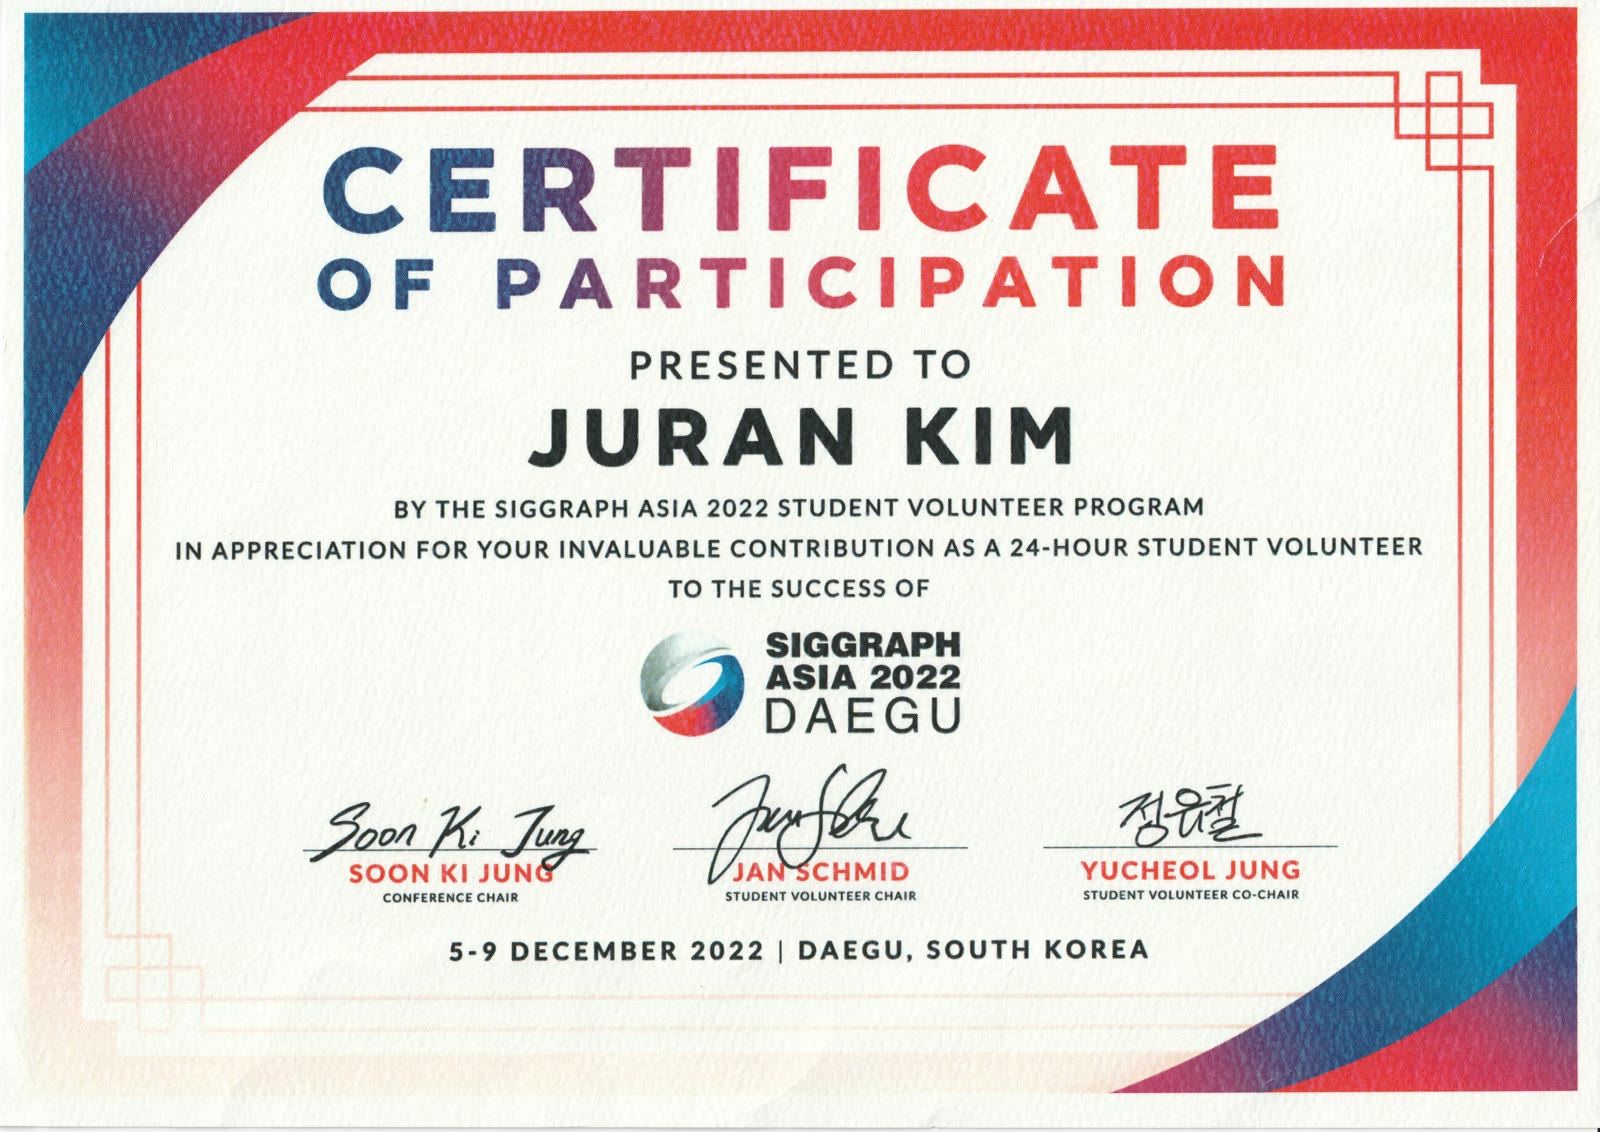 CERTIFICATE
OF PARTICIPATION
PRESENTED TO
JURAN KIM
BY THE SIGGRAPH ASIA 2022 STUDENT VOLUNTEER PROGRAM
IN APPRECIATION FOR YOUR INVALUABLE CONTRIBUTION AS A 24-HOUR STUDENT VOLUNTEER
TO THE SUCCESS OF
SIGGRAPH
ASIA 2022
DAEGU
Soon Ki Jung
정유철
SOON KI JUNG
CONFERENCE CHAIR
JAN SCHMID
STUDENT VOLUNTEER CHAIR
YUCHEOL JUNG
STUDENT VOLUNTEER CO-CHAIR
5-9 DECEMBER 2022 | DAEGU, SOUTH KOREA